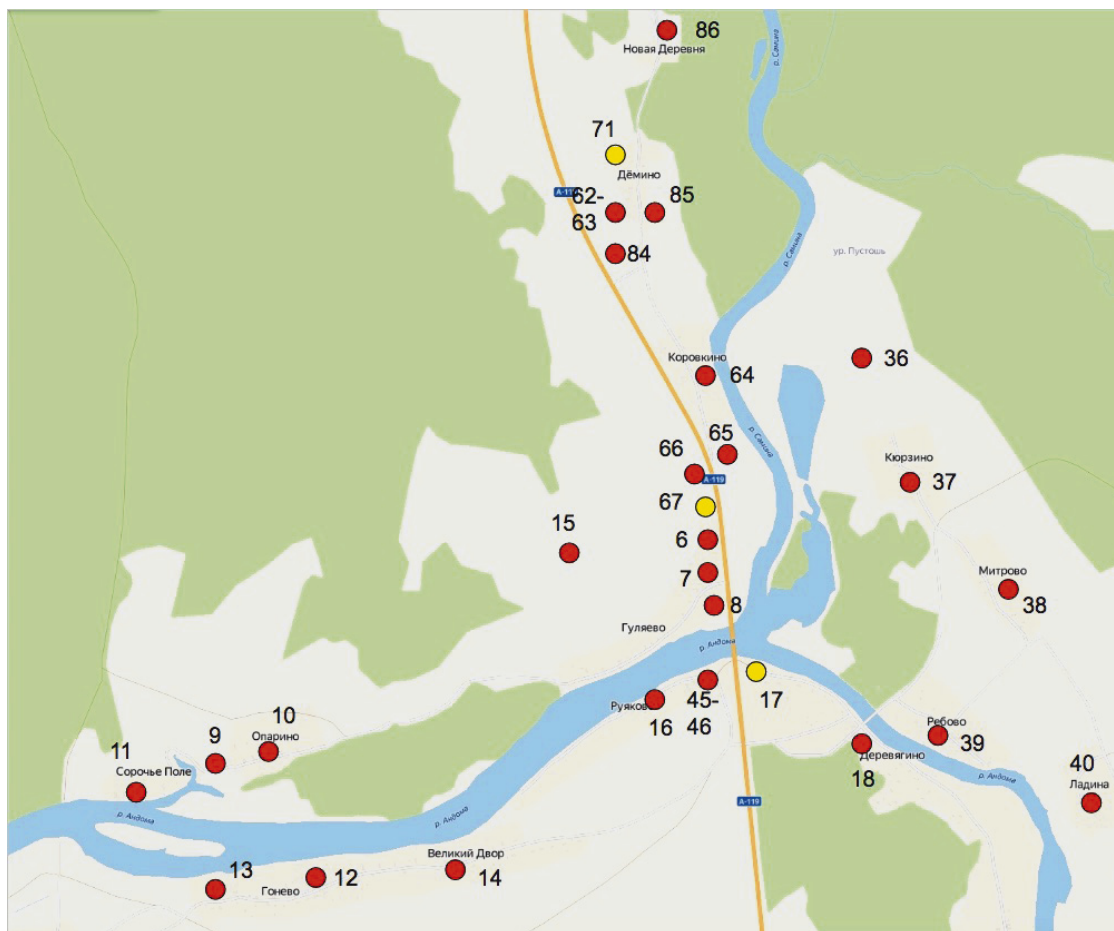 86
Новая Деревня
р. Самина
71
Дёмино
А-119
62-
63
85
84
р. Самина
ур. Пустошь
36
Коровкино
64
65
р. Самина
66
А-119
Кюрзино
37
67
15
6
7
Митрово
38
8
Гуляево
р. Андома
17
Руяково
16
45-
46
10
Опарино
9
11
Сорочье Поле
Ребово
39
Деревягино
18
р. Андома
40
Ладина
р. Андома
р. Андома
А-119
Великий Двор
14
13
12
Гонево